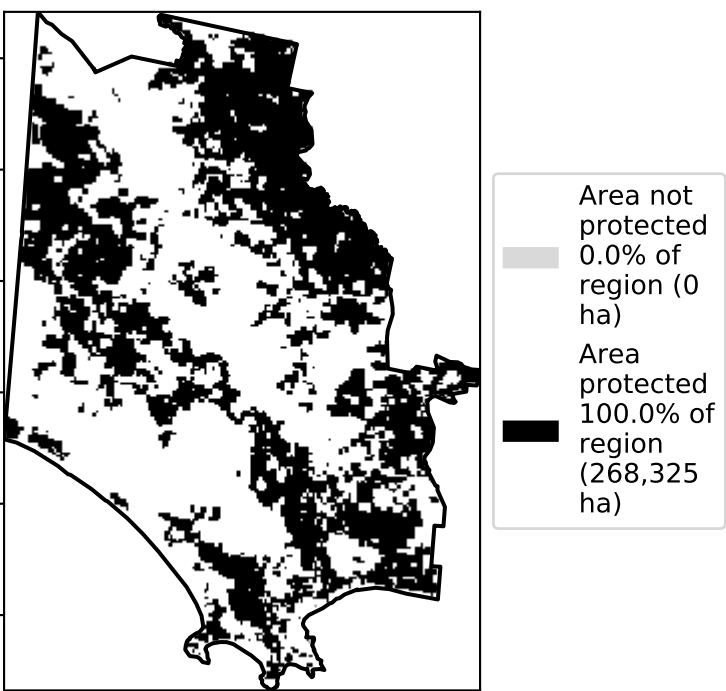 Area not
protected
0.0% of
region (0
ha)
Area
protected
100.0% of
region
(268,325
ha)